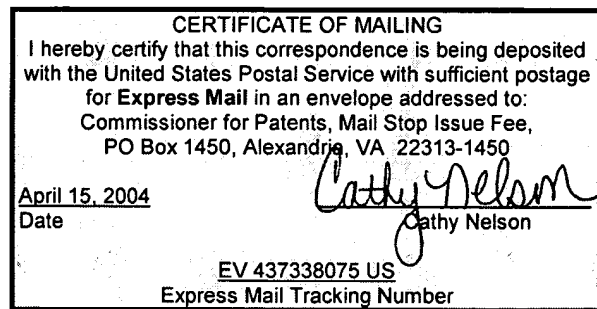 CERTIFICATE OF MAILING
I hereby certify that this correspondence is being deposited
with the United States Postal Service with sufficient postage
for Express Mail in an envelope addressed to:
Commissioner for Patents, Mail Stop Issue Fee,
PO Box 1450, Alexandria, VA 22313-1450
April 15, 2004 Cathy Nelson
Date Cathy Nelson
EV 437338075 US
Express Mail Tracking Number